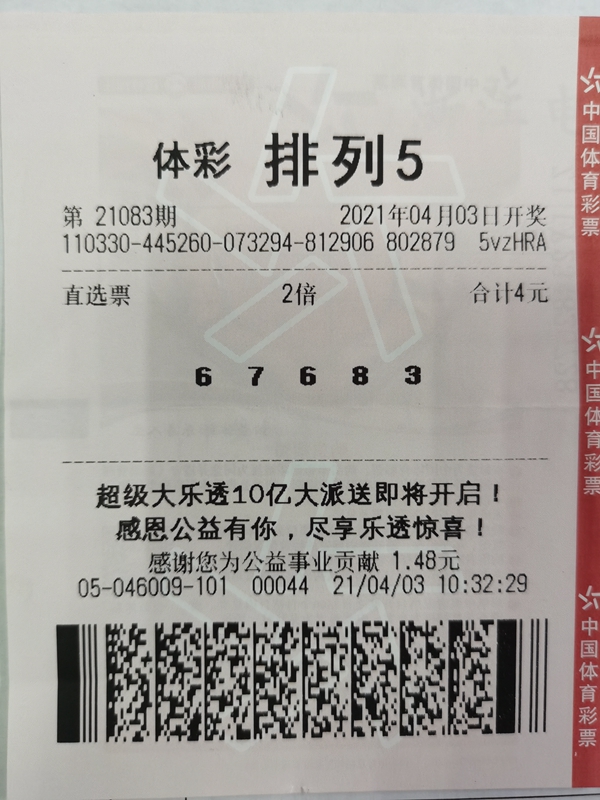 体彩 排列5
第 21083期 2021年04月03日开奖
110330-445260-073294-812906 802879 5vzHRA
直选票 2倍 合计4元
6 7 6 8 3
超级大乐透10亿大派送即将开启！
感恩公益有你，尽享乐透惊喜！
感谢您为公益事业贡献 1.48元
05-046009-101 00044 21/04/03 10:32:29
中国体育彩票
中国体育彩票
中国体育彩票